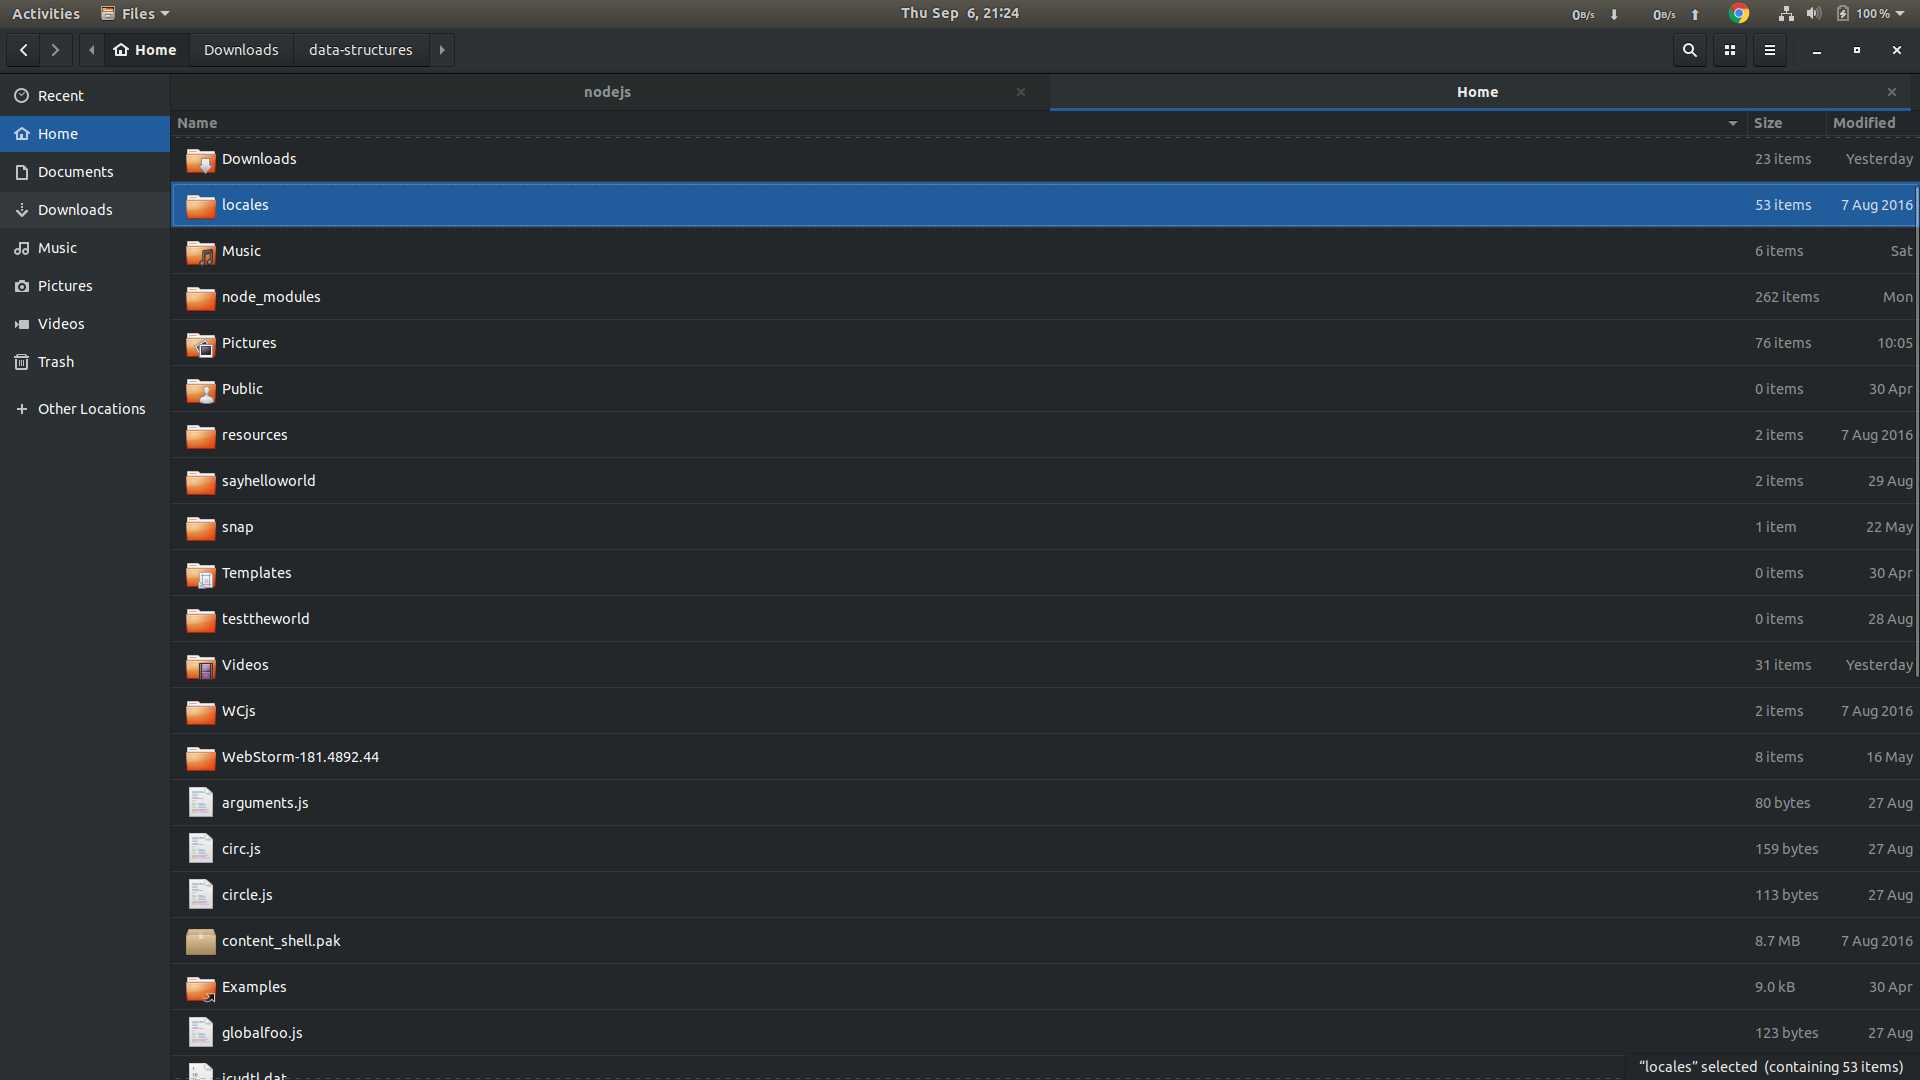 Activities Files Thu Sep 6, 21∶24 0B/s 0B/s 100 %
Home Downloads data-structures
Recent
Home
Documents
Downloads
Music
Pictures
Videos
Trash
Other Locations
nodejs Home
Name Size Modified
Downloads 23 items Yesterday
locales 53 items 7 Aug 2016
Music 6 items Sat
node_modules 262 items Mon
Pictures 76 items 10∶05
Public 0 items 30 Apr
resources 2 items 7 Aug 2016
sayhelloworld 2 items 29 Aug
snap 1 item 22 May
Templates 0 items 30 Apr
testtheworld 0 items 28 Aug
Videos 31 items Yesterday
WCjs 2 items 7 Aug 2016
WebStorm-181.4892.44 8 items 16 May
arguments.js 80 bytes 27 Aug
circ.js 159 bytes 27 Aug
circle.js 113 bytes 27 Aug
content_shell.pak 8.7 MB 7 Aug 2016
Examples 9.0 kB 30 Apr
globalfoo.js 123 bytes 27 Aug
icudtl.dat
“locales” selected (containing 53 items)